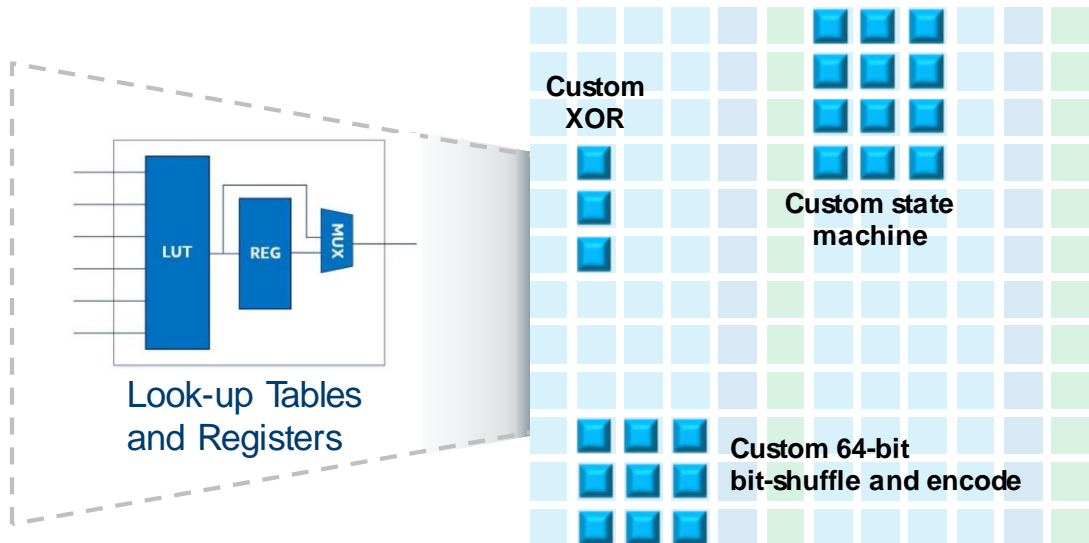 Custom
XOR
Custom state
machine
LUT
REG
MUX
Look-up Tables
and Registers
Custom 64-bit
bit-shuffle and encode